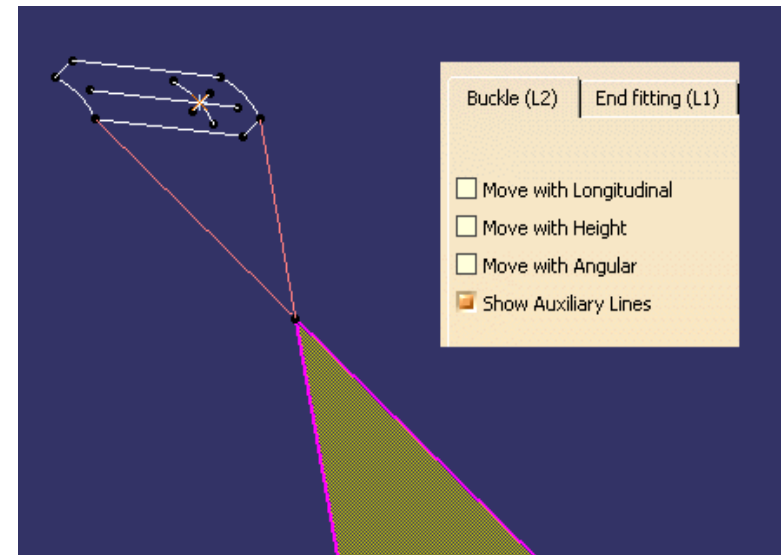 Buckle (L2) End fitting (L1)
Move with Longitudinal
Move with Height
Move with Angular
Show Auxiliary Lines